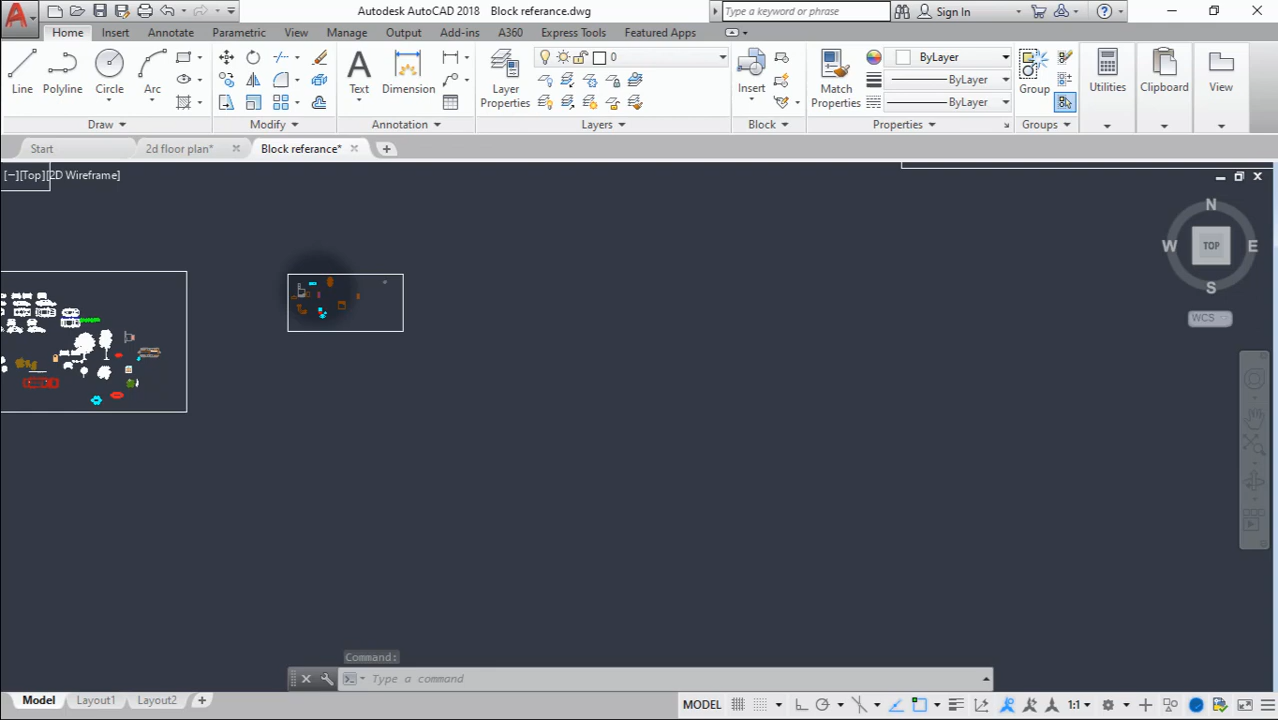 Autodesk AutoCAD 2018 Block referance.dwg
Type a keyword or phrase
Sign In
Home Insert Annotate Parametric View Manage Output Add-ins A360 Express Tools Featured Apps
0
ByLayer
Line Polyline Circle Arc Text Dimension Layer Properties Insert Match Properties Group Utilities Clipboard View
ByLayer
ByLayer
Draw Modify Annotation Layers Block Properties Groups
Start 2d floor plan* Block referance*
[−][Top][2D Wireframe]
N
W TOP E
S
WCS
Command:
Type a command
Model Layout1 Layout2
MODEL 1:1